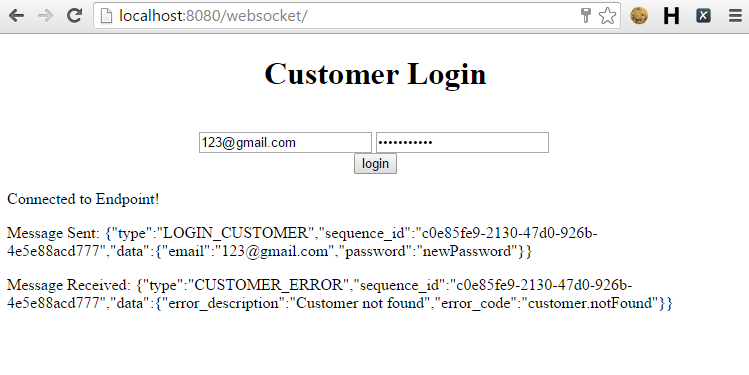 localhost:8080/websocket/
H
X
Customer Login
123@gmail.com •••••••••••
login
Connected to Endpoint!
Message Sent: {"type":"LOGIN_CUSTOMER","sequence_id":"c0e85fe9-2130-47d0-926b-
4e5e88acd777","data":{"email":"123@gmail.com","password":"newPassword"}}
Message Received: {"type":"CUSTOMER_ERROR","sequence_id":"c0e85fe9-2130-47d0-926b-
4e5e88acd777","data":{"error_description":"Customer not found","error_code":"customer.notFound"}}